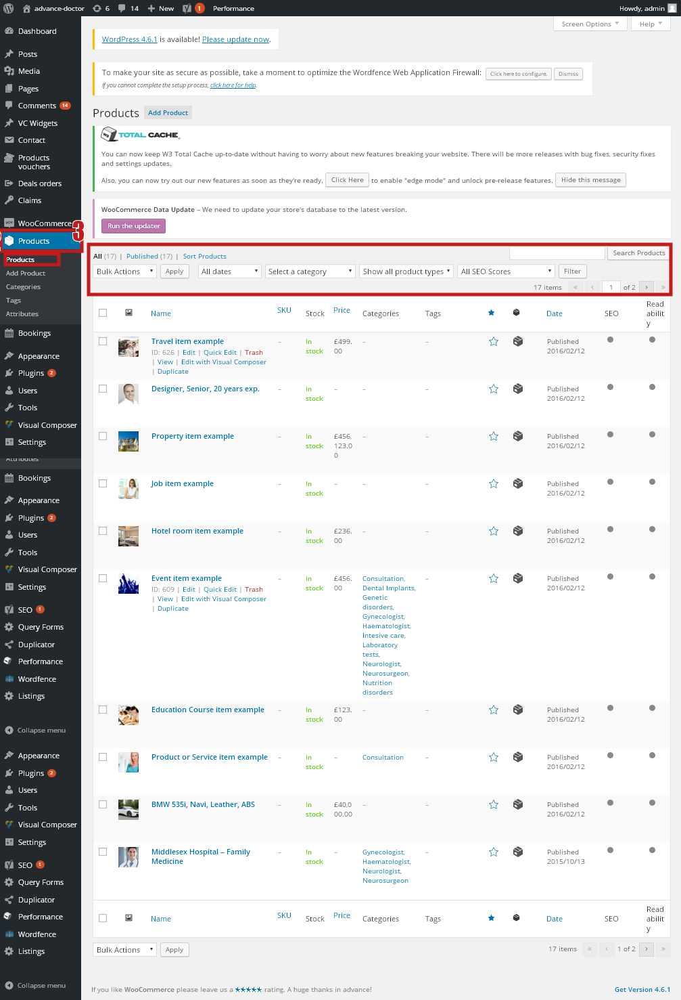 advance-doctor 6 14 New 1 Performance Howdy, admin
Screen Options Help
WordPress 4.6.1 is available! Please update now.
To make your site as secure as possible, take a moment to optimize the Wordfence Web Application Firewall: Click here to configure. Dismiss
If you cannot complete the setup process, click here for help.
Products Add Product
W3 TOTAL CACHE
You can now keep W3 Total Cache up-to-date without having to worry about new features breaking your website. There will be more releases with bug fixes, security fixes
and settings updates.
Also, you can now try out our new features as soon as they're ready. Click Here to enable "edge mode" and unlock pre-release features. Hide this message
WooCommerce Data Update – We need to update your store's database to the latest version.
Run the updater
Dashboard
Posts
Media
Pages
Comments 14
VC Widgets
Contact
Products
vouchers
Deals orders
Claims
WooCommerce
3
Products
Products
Add Product
Categories
Tags
Attributes
Bookings
Appearance
Plugins 2
Users
Tools
Visual Composer
Settings
Attributes
Bookings
Appearance
Plugins 2
Users
Tools
Visual Composer
Settings
SEO 1
Query Forms
Duplicator
Performance
Wordfence
Listings
Collapse menu
Appearance
Plugins 2
Users
Tools
Visual Composer
Settings
SEO 1
Query Forms
Duplicator
Performance
Wordfence
Listings
Collapse menu
All (17) | Published (17) | Sort Products Search Products
Bulk Actions Apply All dates Select a category Show all product types All SEO Scores Filter
17 items « ‹ 1 of 2 › »
Name SKU Stock Price Categories Tags Date SEO Read
abilit
y
Travel item example – In £499. – – Published
stock 00 2016/02/12
ID: 626 | Edit | Quick Edit | Trash
| View | Edit with Visual Composer
| Duplicate
Designer, Senior, 20 years exp. – In – – – Published
stock 2016/02/12
Property item example – In £456, – – Published
stock 123.0 2016/02/12
0
Job item example – In – – – Published
stock 2016/02/12
Hotel room item example – In £236. – – Published
stock 00 2016/02/12
Event item example – In £456. Consultation, – Published
ID: 609 | Edit | Quick Edit | Trash stock 00 Dental Implants, 2016/02/12
| View | Edit with Visual Composer Genetic
| Duplicate disorders,
Gynecologist,
Haematologist,
Intesive care,
Laboratory
tests,
Neurologist,
Neurosurgeon,
Nutrition
disorders
Education Course item example – In £123. – – Published
stock 00 2016/02/12
Product or Service item example – In – Consultation – Published
stock 2016/02/12
BMW 535i, Navi, Leather, ABS – In £40,0 – – Published
stock 00.00 2016/02/12
Middlesex Hospital – Family – In – Gynecologist, – Published
Medicine stock Haematologist, 2015/10/13
Neurologist,
Neurosurgeon
Name SKU Stock Price Categories Tags Date SEO Read
abilit
y
Bulk Actions Apply 17 items « ‹ 1 of 2 › »
If you like WooCommerce please leave us a ★★★★★ rating. A huge thanks in advance! Get Version 4.6.1